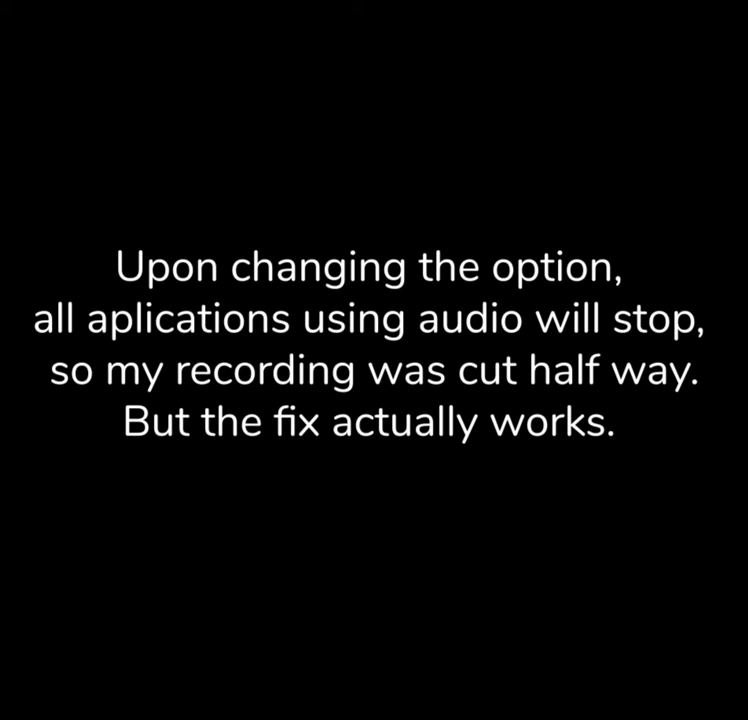 Upon changing the option,
all aplications using audio will stop,
so my recording was cut half way.
But the fix actually works.